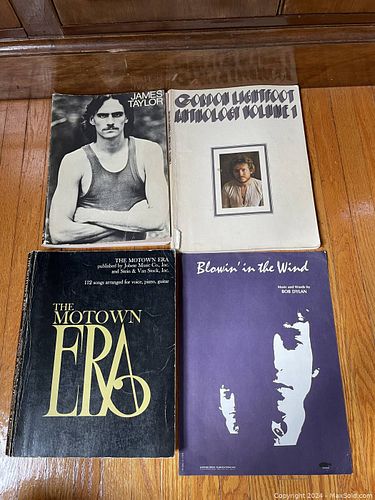 JAMES
TAYLOR
GORDON LIGHTFOOT
ANTHOLOGY VOLUME 1
THE MOTOWN ERA
published by Jobete Music Co., Inc.
and Stein & Van Stock, Inc.
112 songs arranged for voice, piano, guitar
THE
MOTOWN
ERA
Blowin' in the Wind
Music and Words by
BOB DYLAN
Copyright 2024 - MaxSold.com